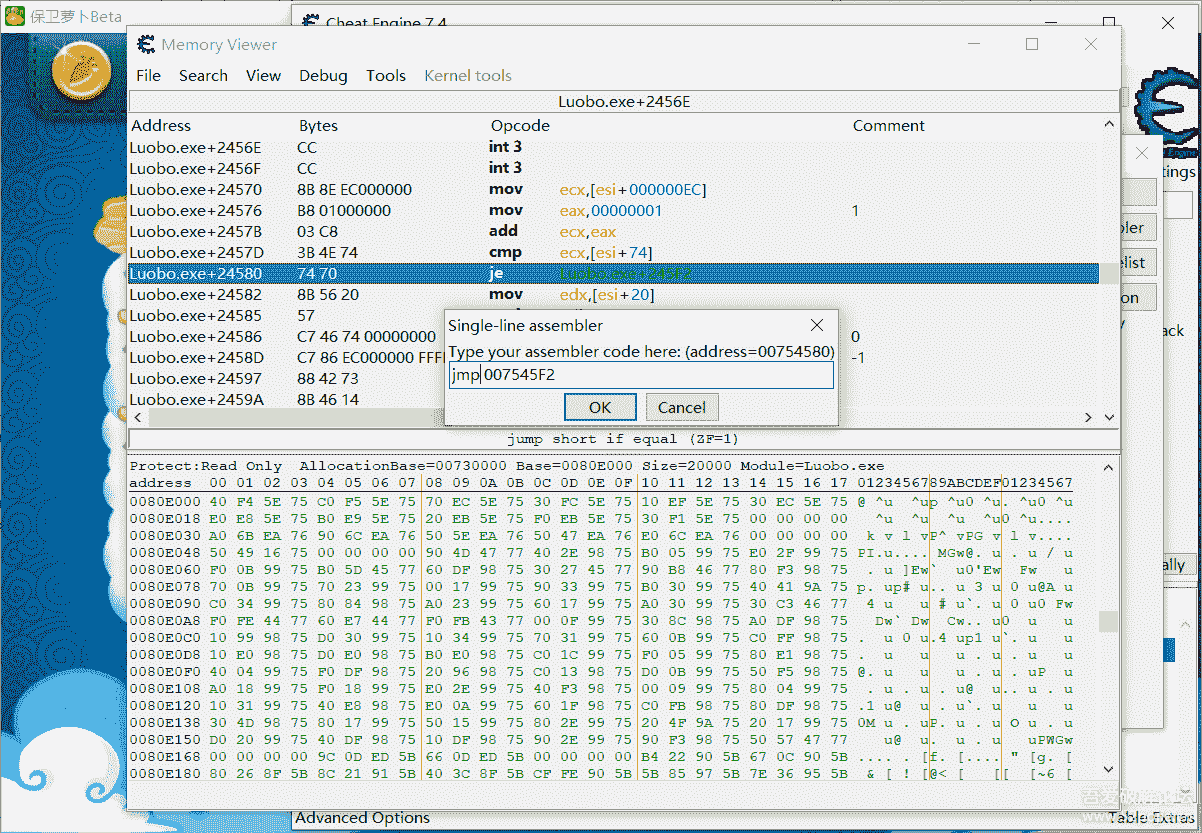 保卫萝卜Beta
Cheat Engine 7.4
Memory Viewer
File Search View Debug Tools Kernel tools
Luobo.exe+2456E
Address Bytes Opcode Comment
Luobo.exe+2456E CC int 3
Luobo.exe+2456F CC int 3
Luobo.exe+24570 8B 8E EC000000 mov ecx,[esi+000000EC]
Luobo.exe+24576 B8 01000000 mov eax,00000001 1
Luobo.exe+2457B 03 C8 add ecx,eax
Luobo.exe+2457D 3B 4E 74 cmp ecx,[esi+74]
Luobo.exe+24580 74 70 je Luobo.exe+245F2
Luobo.exe+24582 8B 56 20 mov edx,[esi+20]
Luobo.exe+24585 57
Luobo.exe+24586 C7 46 74 00000000 0
Luobo.exe+2458D C7 86 EC000000 FFF -1
Luobo.exe+24597 88 42 73
Luobo.exe+2459A 8B 46 14
Single-line assembler
Type your assembler code here: (address=00754580)
jmp 007545F2
OK Cancel
jump short if equal (ZF=1)
Protect:Read Only AllocationBase=00730000 Base=0080E000 Size=20000 Module=Luobo.exe
address 00 01 02 03 04 05 06 07 08 09 0A 0B 0C 0D 0E 0F 10 11 12 13 14 15 16 17 0123456789ABCDEF01234567
0080E000 40 F4 5E 75 C0 F5 5E 75 70 EC 5E 75 30 FC 5E 75 10 EF 5E 75 30 EC 5E 75
0080E018 E0 E8 5E 75 B0 E9 5E 75 20 EB 5E 75 F0 EB 5E 75 30 F1 5E 75 00 00 00 00
0080E030 A0 6B EA 76 90 6C EA 76 50 5E EA 76 50 47 EA 76 E0 6C EA 76 00 00 00 00
0080E048 50 49 16 75 00 00 00 00 90 4D 47 77 40 2E 98 75 B0 05 99 75 E0 2F 99 75
0080E060 F0 0B 99 75 B0 5D 45 77 60 DF 98 75 30 27 45 77 90 B8 46 77 80 F3 98 75
0080E078 70 0B 99 75 70 23 99 75 00 17 99 75 90 33 99 75 B0 30 99 75 40 41 9A 75
0080E090 C0 34 99 75 80 84 98 75 A0 23 99 75 60 17 99 75 A0 30 99 75 30 C3 46 77
0080E0A8 F0 FE 44 77 60 E7 44 77 F0 FB 43 77 00 0F 99 75 30 8C 98 75 A0 DF 98 75
0080E0C0 10 99 98 75 D0 30 99 75 10 34 99 75 70 31 99 75 60 0B 99 75 C0 FF 98 75
0080E0D8 10 E0 98 75 D0 E0 98 75 B0 E0 98 75 C0 1C 99 75 F0 05 99 75 80 E1 98 75
0080E0F0 40 04 99 75 F0 DF 98 75 20 96 98 75 C0 13 98 75 D0 0B 99 75 50 F5 98 75
0080E108 A0 18 99 75 F0 18 99 75 E0 2E 99 75 40 F3 98 75 00 09 99 75 80 04 99 75
0080E120 10 31 99 75 40 E8 98 75 E0 0A 99 75 60 1F 98 75 C0 FB 98 75 80 DF 98 75
0080E138 30 4D 98 75 80 17 99 75 50 15 99 75 80 2E 99 75 20 4F 9A 75 20 17 99 75
0080E150 D0 20 99 75 40 DF 98 75 10 DF 98 75 90 2E 99 75 90 F3 98 75 50 57 47 77
0080E168 00 00 00 00 9C 0D ED 5B 66 0D ED 5B 00 00 00 00 B4 22 90 5B 67 0C 90 5B
0080E180 80 26 8F 5B 8C 21 91 5B 40 3C 8F 5B CF FE 90 5B 5B 85 97 5B 7E 36 95 5B
Advanced Options
Table Extras